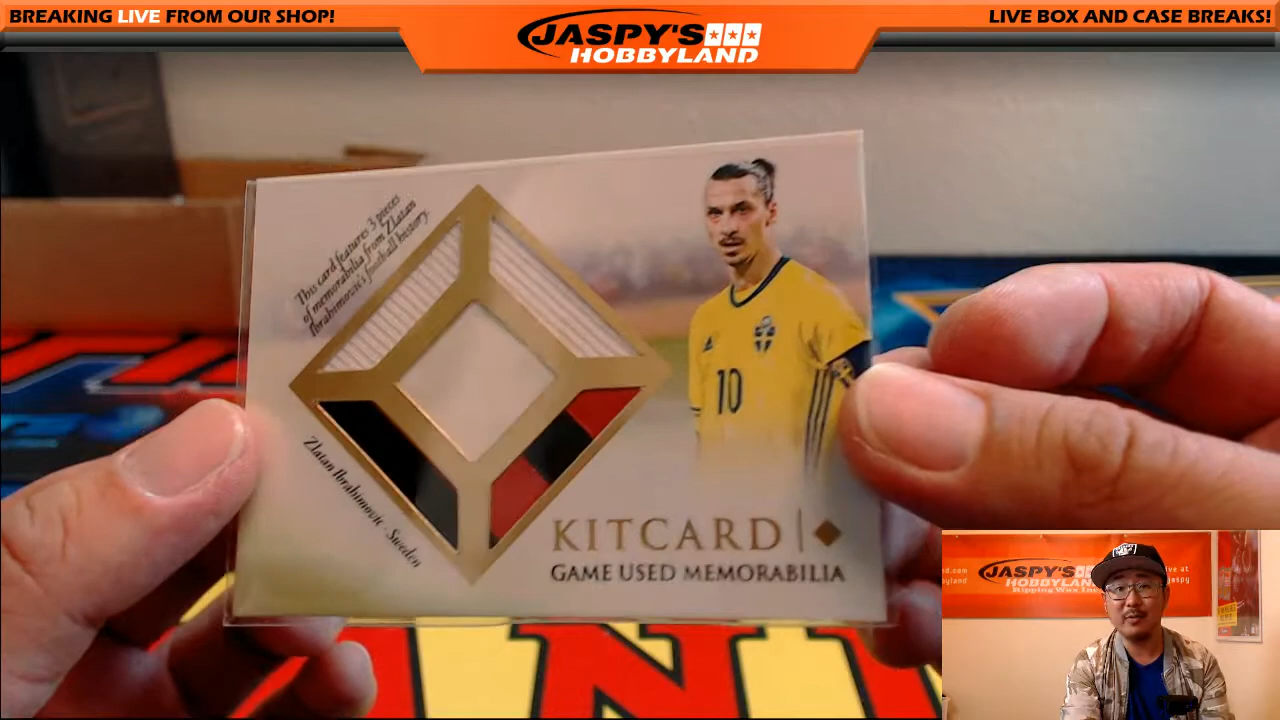 BREAKING LIVE FROM OUR SHOP!
JASPY'S
HOBBYLAND
LIVE BOX AND CASE BREAKS!
This card features 3 pieces
of memorabilia from Zlatan
Ibrahimovic's football history.
10
Zlatan Ibrahimovic - Sweden
KITCARD
GAME USED MEMORABILIA
JASPY'S
HOBBYLAND